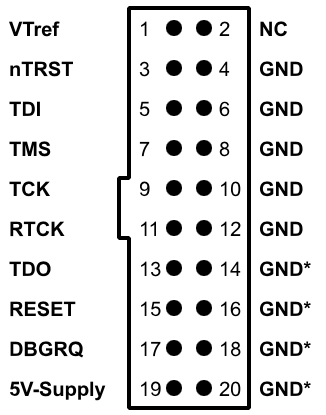 VTref 1 2 NC
nTRST 3 4 GND
TDI 5 6 GND
TMS 7 8 GND
TCK 9 10 GND
RTCK 11 12 GND
TDO 13 14 GND*
RESET 15 16 GND*
DBGRQ 17 18 GND*
5V-Supply 19 20 GND*